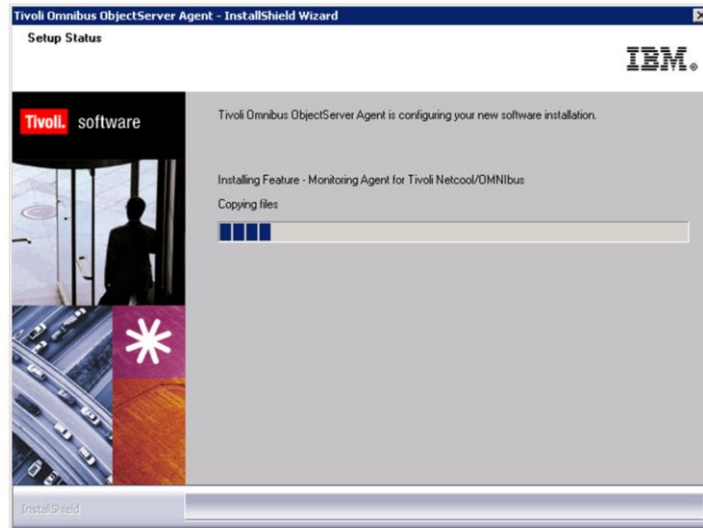 Tivoli Omnibus ObjectServer Agent - InstallShield Wizard
Setup Status
IBM®
Tivoli. software
Tivoli Omnibus ObjectServer Agent is configuring your new software installation.
Installing Feature - Monitoring Agent for Tivoli Netcool/OMNIbus
Copying files
InstallShield